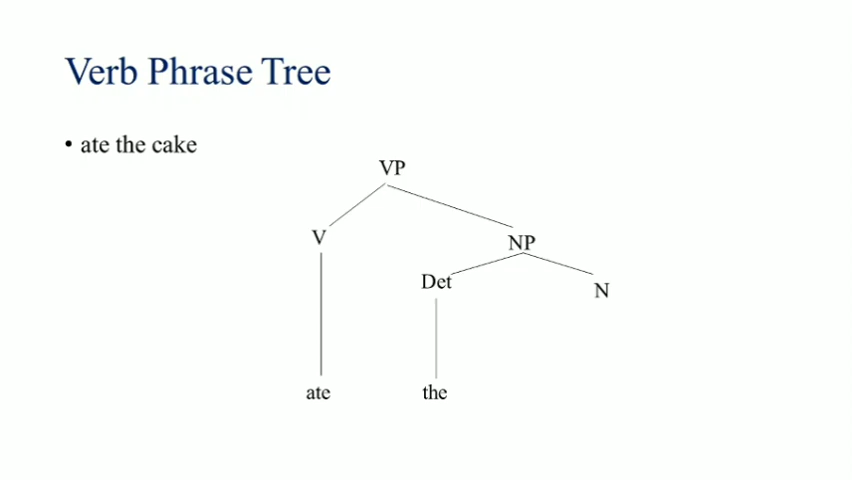 Verb Phrase Tree
• ate the cake
VP
V
NP
Det
N
ate the